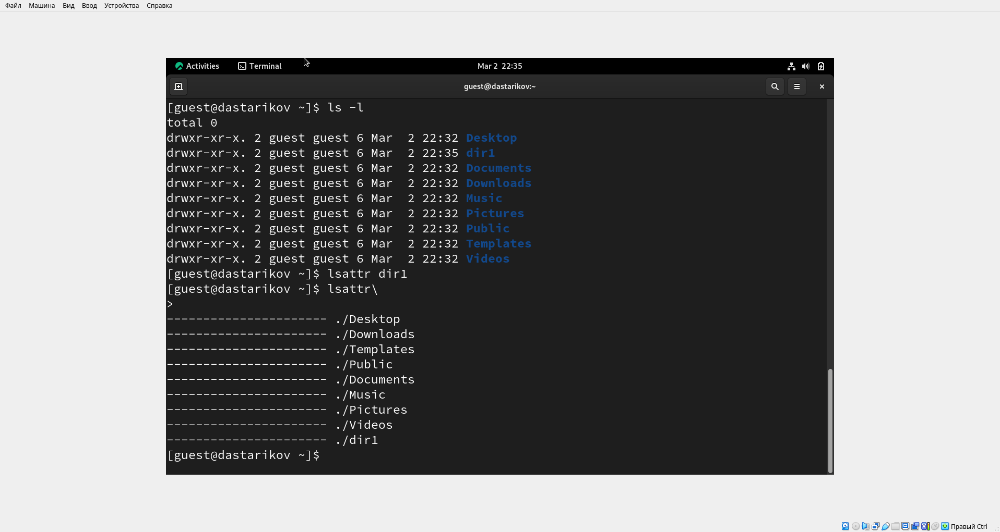 Файл Машина Вид Ввод Устройства Справка
Activities Terminal Mar 2 22:35
guest@dastarikov:~
[guest@dastarikov ~]$ ls -l
total 0
drwxr-xr-x. 2 guest guest 6 Mar  2 22:32 Desktop
drwxr-xr-x. 2 guest guest 6 Mar  2 22:35 dir1
drwxr-xr-x. 2 guest guest 6 Mar  2 22:32 Documents
drwxr-xr-x. 2 guest guest 6 Mar  2 22:32 Downloads
drwxr-xr-x. 2 guest guest 6 Mar  2 22:32 Music
drwxr-xr-x. 2 guest guest 6 Mar  2 22:32 Pictures
drwxr-xr-x. 2 guest guest 6 Mar  2 22:32 Public
drwxr-xr-x. 2 guest guest 6 Mar  2 22:32 Templates
drwxr-xr-x. 2 guest guest 6 Mar  2 22:32 Videos
[guest@dastarikov ~]$ lsattr dir1
[guest@dastarikov ~]$ lsattr\
>
---------------------- ./Desktop
---------------------- ./Downloads
---------------------- ./Templates
---------------------- ./Public
---------------------- ./Documents
---------------------- ./Music
---------------------- ./Pictures
---------------------- ./Videos
---------------------- ./dir1
[guest@dastarikov ~]$
Правый Ctrl